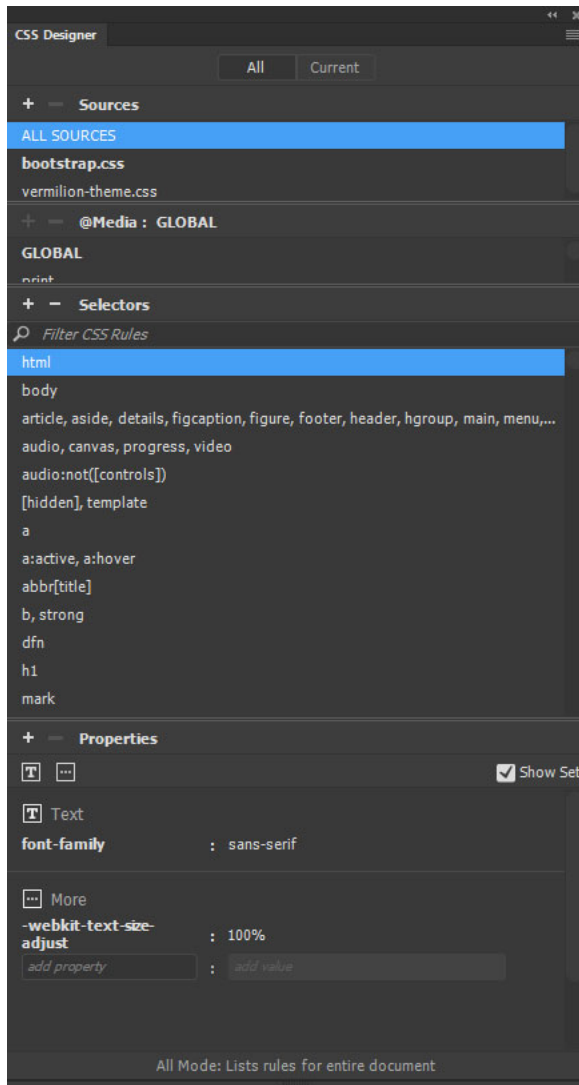 CSS Designer
All Current
+ − Sources
ALL SOURCES
bootstrap.css
vermilion-theme.css
+ − @Media : GLOBAL
GLOBAL
print
+ − Selectors
Filter CSS Rules
html
body
article, aside, details, figcaption, figure, footer, header, hgroup, main, menu,...
audio, canvas, progress, video
audio:not([controls])
[hidden], template
a
a:active, a:hover
abbr[title]
b, strong
dfn
h1
mark
+ − Properties
T Show Set
T Text
font-family : sans-serif
More
-webkit-text-size-
adjust : 100%
add property : add value
All Mode: Lists rules for entire document